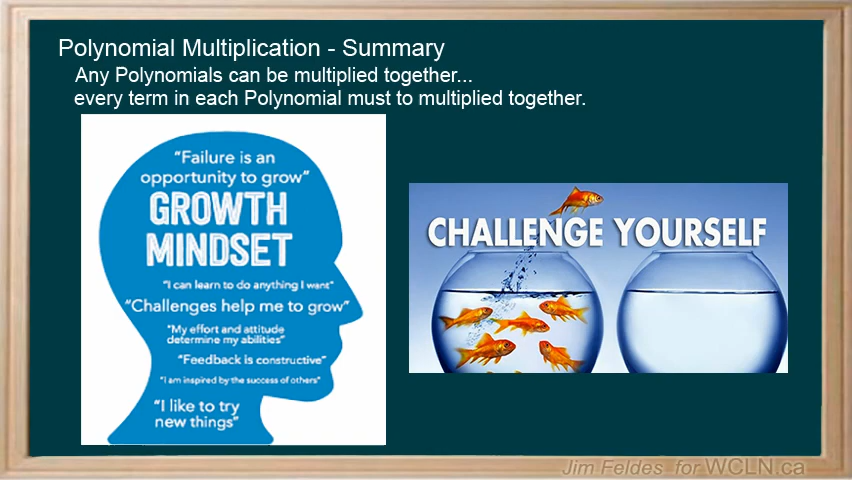 Polynomial Multiplication - Summary
Any Polynomials can be multiplied together...
every term in each Polynomial must to multiplied together.
“Failure is an
opportunity to grow”
GROWTH
MINDSET
“I can learn to do anything I want”
“Challenges help me to grow”
“My effort and attitude
determine my abilities”
“Feedback is constructive”
“I am inspired by the success of others”
“I like to try
new things”
CHALLENGE YOURSELF
Jim Feldes for WCLN.ca